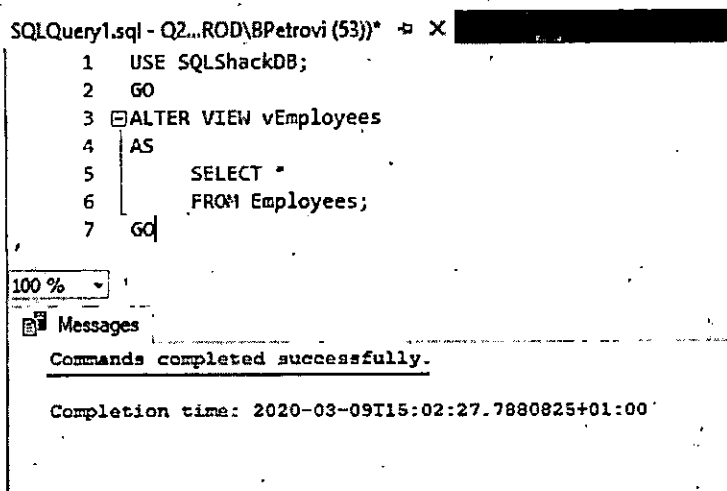 SQLQuery1.sql - Q2...ROD\BPetrovi (53))*
1 USE SQLShackDB;
2 GO
3 ALTER VIEW vEmployees
4 AS
5 SELECT *
6 FROM Employees;
7 GO
100 %
Messages
Commands completed successfully.
Completion time: 2020-03-09T15:02:27.7880825+01:00